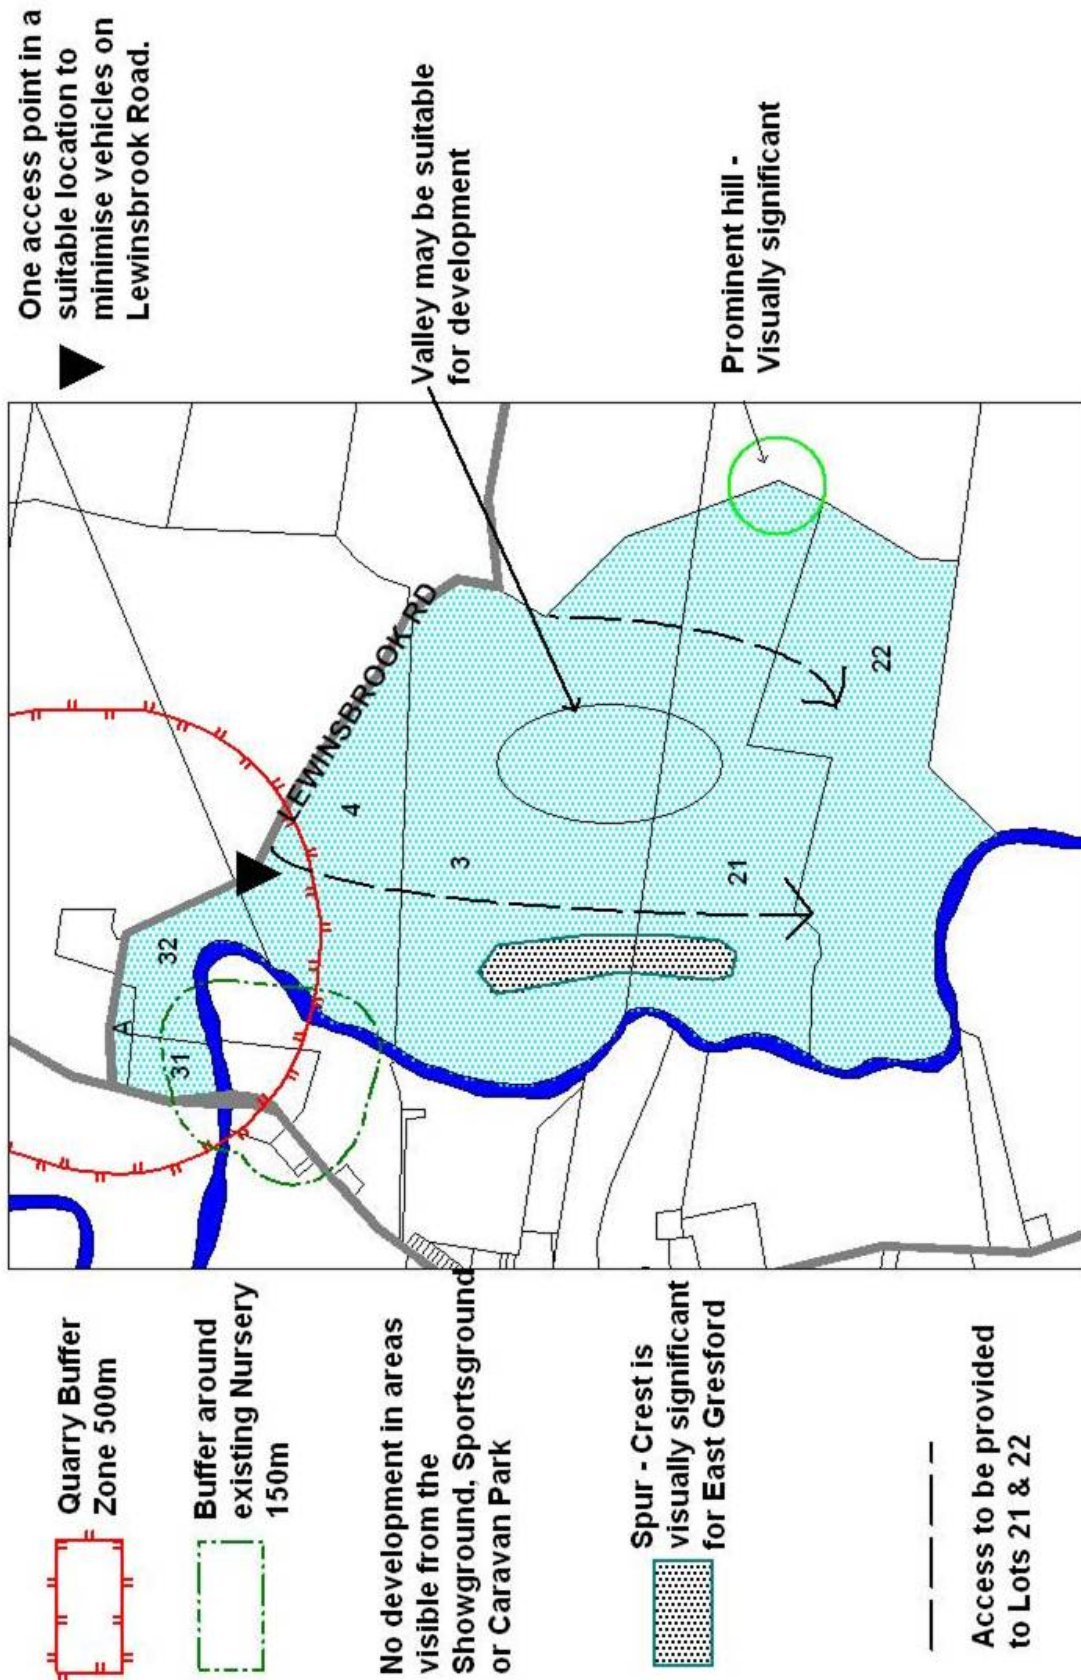 One access point in a
suitable location to
minimise vehicles on
Lewinsbrook Road.
Valley may be suitable
for development
Prominent hill -
Visually significant
LEWINSBROOK RD
A
31
32
4
3
21
22
Quarry Buffer
Zone 500m
Buffer around
existing Nursery
150m
No development in areas
visible from the
Showground, Sportsground
or Caravan Park
Spur - Crest is
visually significant
for East Gresford
Access to be provided
to Lots 21 & 22